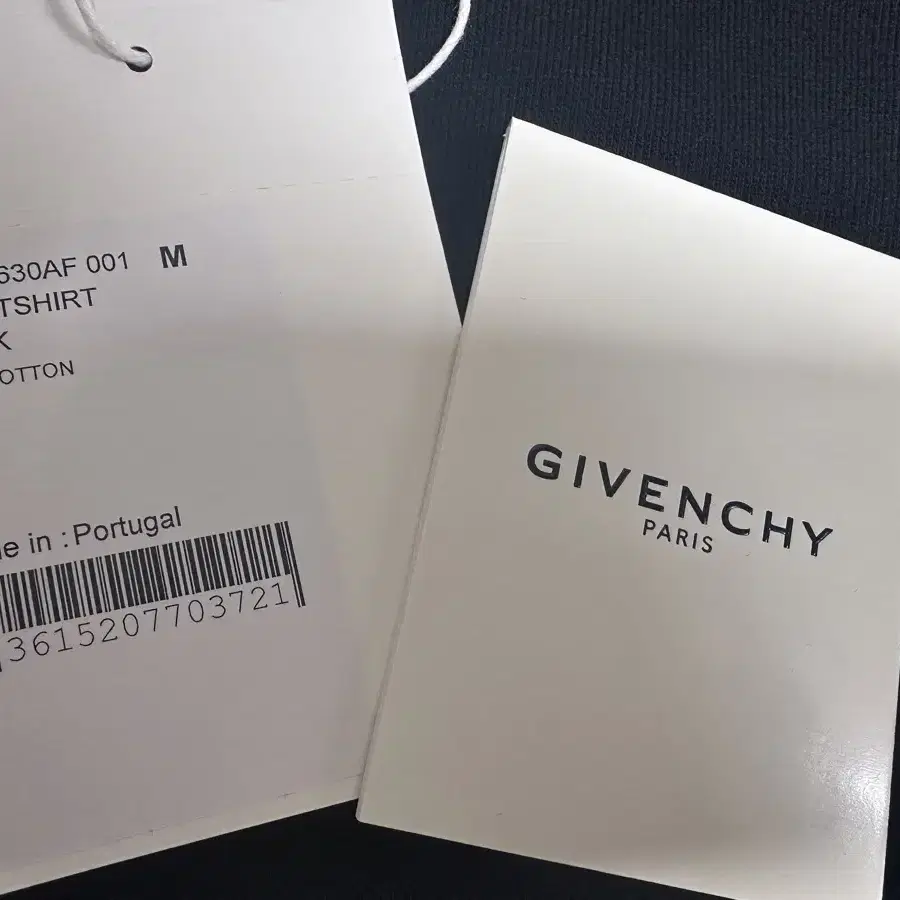 630AF 001 M
TSHIRT
K
OTTON
e in : Portugal
3615207703721
GIVENCHY
PARIS